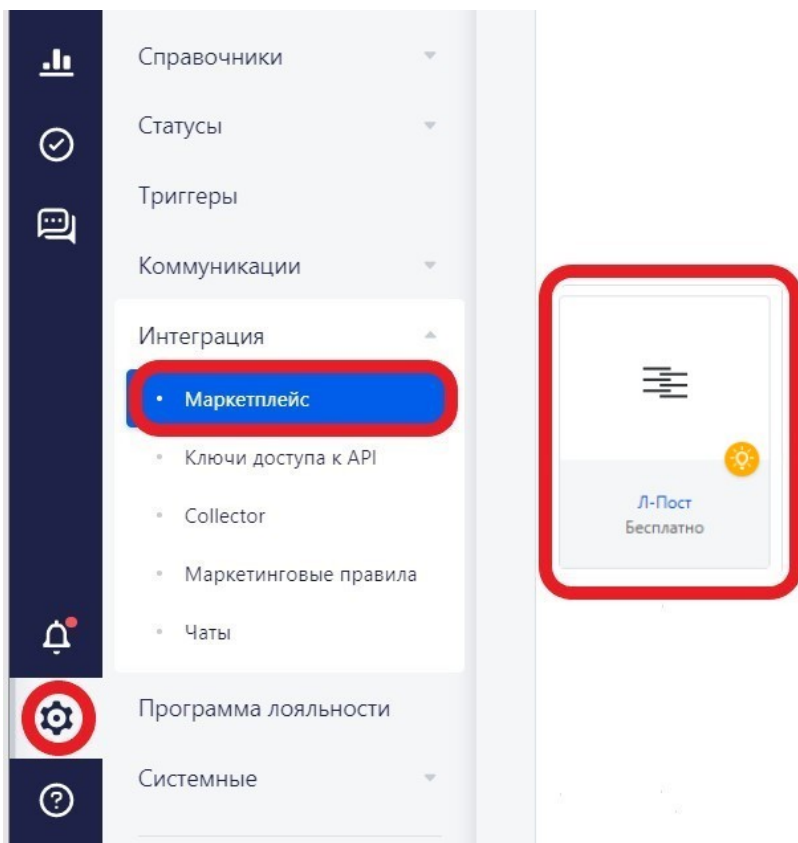 Справочники
Статусы
Триггеры
Коммуникации
Интеграция
Маркетплейс
Ключи доступа к API
Collector
Маркетинговые правила
Чаты
Программа лояльности
Системные
Л-Пост
Бесплатно